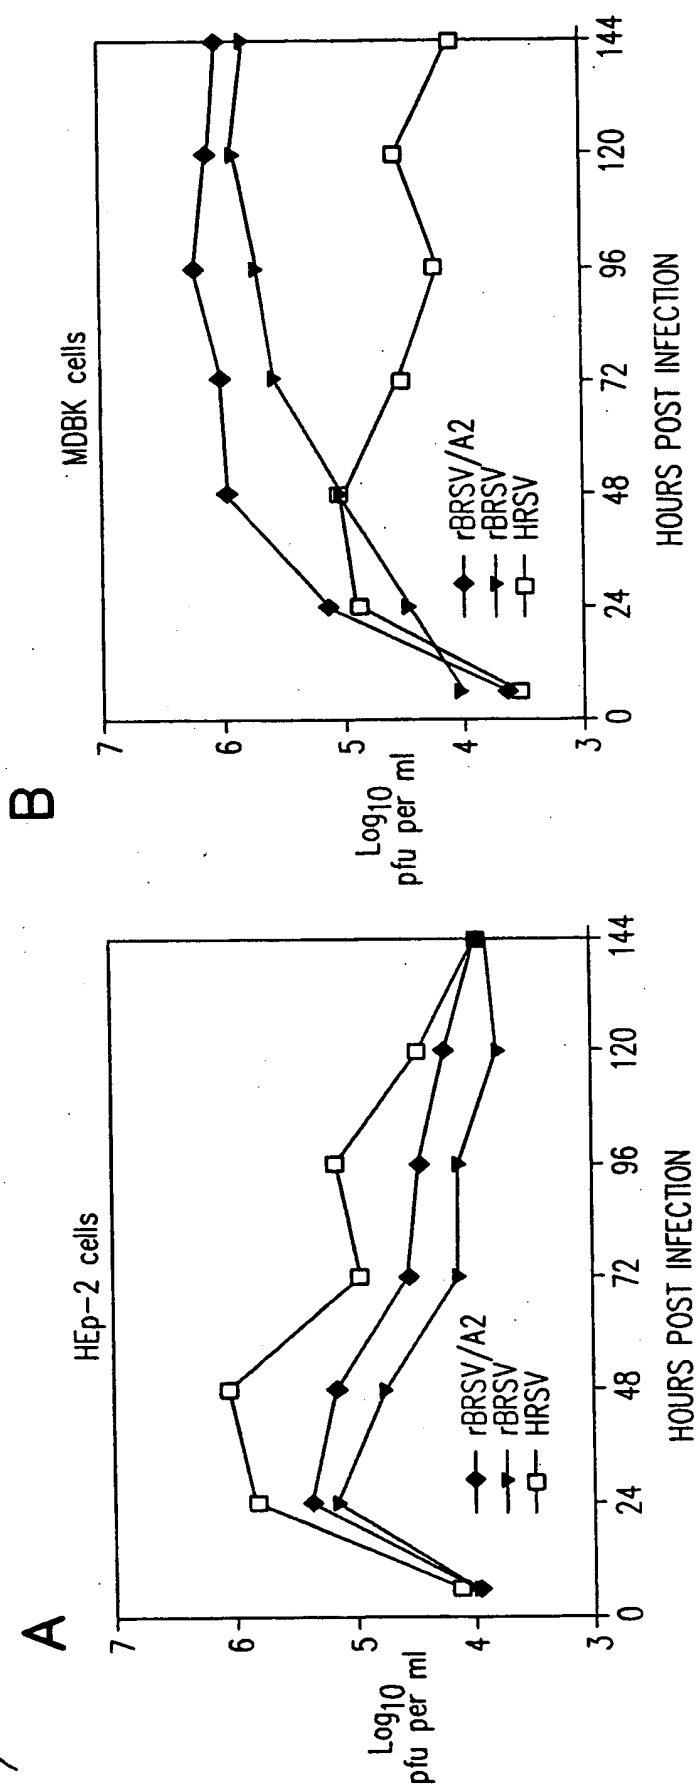 A
HEp-2 cells
7
6
5
4
3
Log10
pfu per ml
rBRSV/A2
rBRSV
HRSV
0 24 48 72 96 120 144
HOURS POST INFECTION
B
MDBK cells
7
6
5
4
3
Log10
pfu per ml
rBRSV/A2
rBRSV
HRSV
0 24 48 72 96 120 144
HOURS POST INFECTION